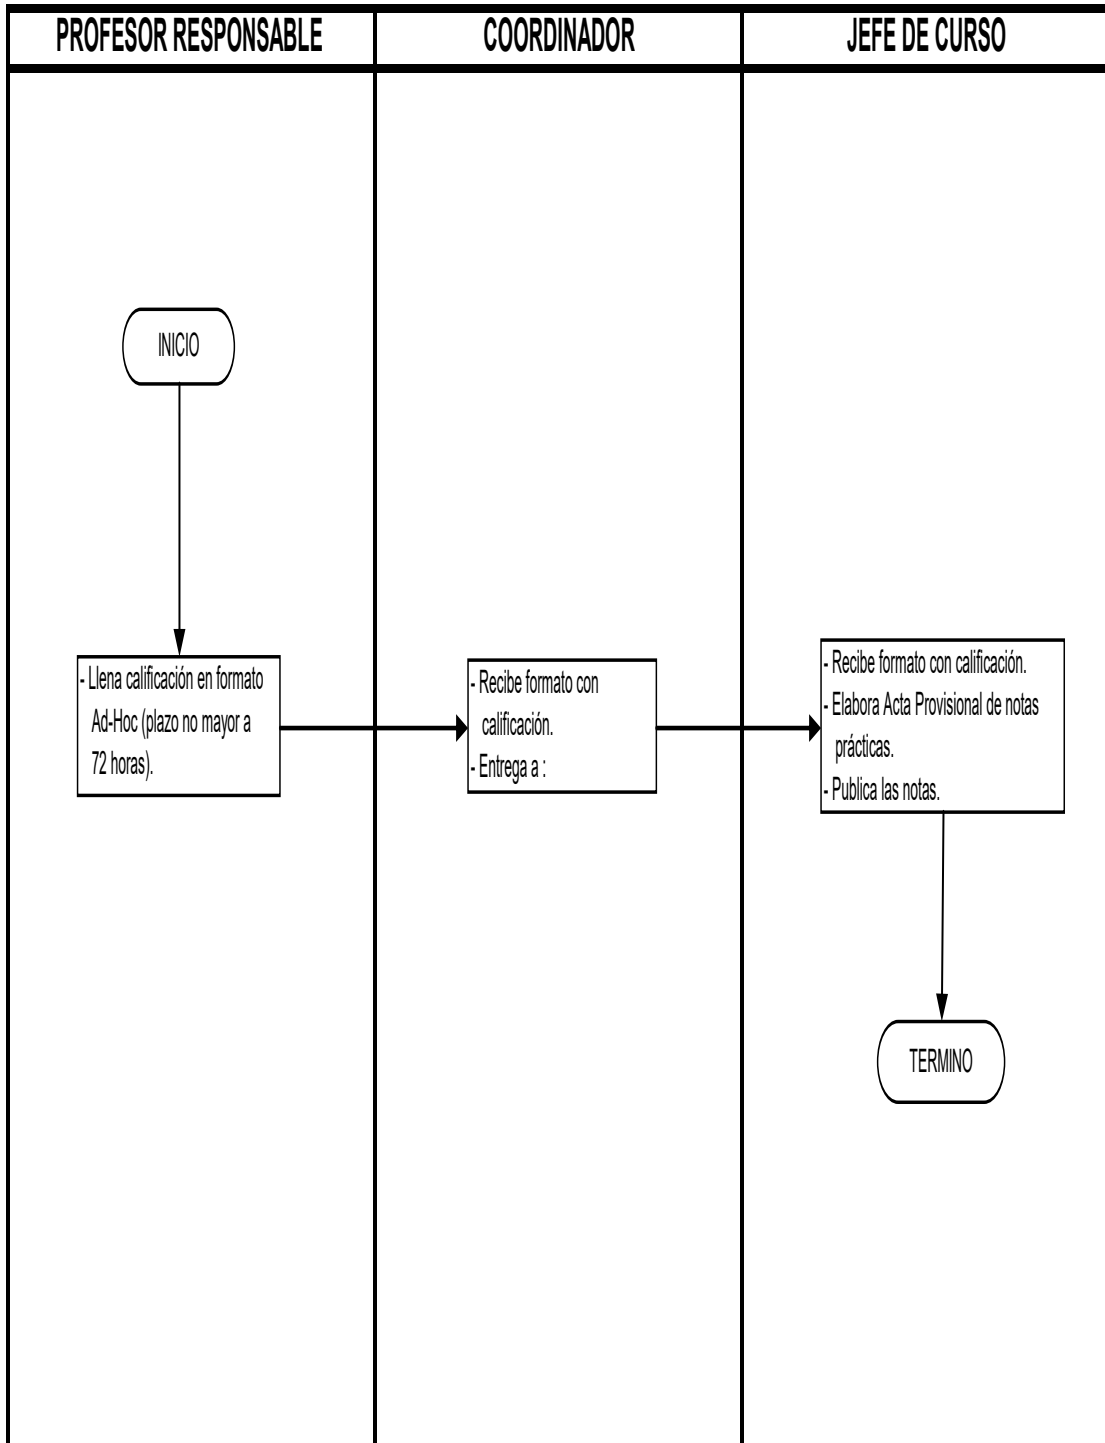 PROFESOR RESPONSABLE
COORDINADOR
JEFE DE CURSO
INICIO
- Llena calificación en formato
Ad-Hoc (plazo no mayor a
72 horas).
- Recibe formato con
calificación.
- Entrega a :
- Recibe formato con calificación.
- Elabora Acta Provisional de notas
prácticas.
- Publica las notas.
TERMINO